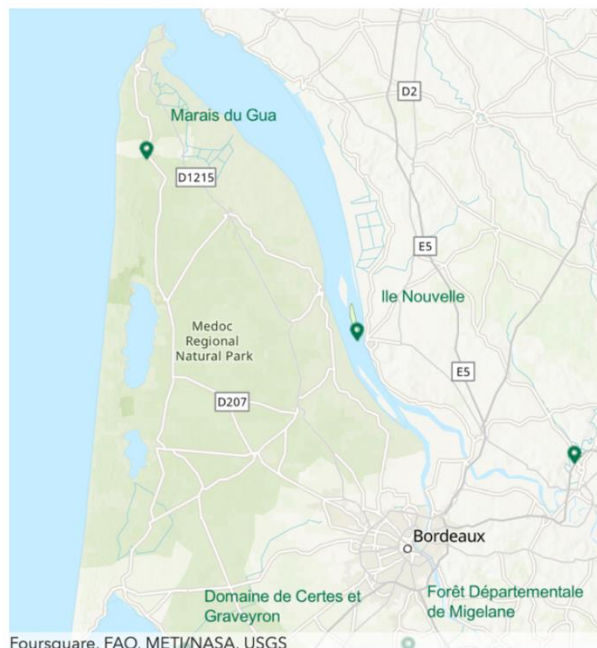 D2
Marais du Gua
D1215
E5
Ile Nouvelle
Medoc
Regional
Natural Park
E5
D207
Bordeaux
Domaine de Certes et
Graveyron
Forêt Départementale
de Migelane
Foursquare, FAO, METI/NASA, USGS